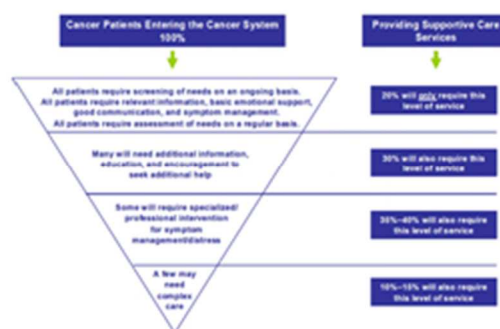 Cancer Patients Entering the Cancer System
100%
Providing Supportive Care
Services
All patients require screening of needs on an ongoing basis.
All patients require relevant information, basic emotional support,
good communication, and symptom management.
All patients require assessment of needs on a regular basis.
20% will only require this
level of service
Many will need additional information,
education, and encouragement to
seek additional help
30% will also require this
level of service
Some will require specialized/
professional intervention
for symptom
management/distress
35%–40% will also require
this level of service
A few may
need
complex
care
10%–15% will also require
this level of service